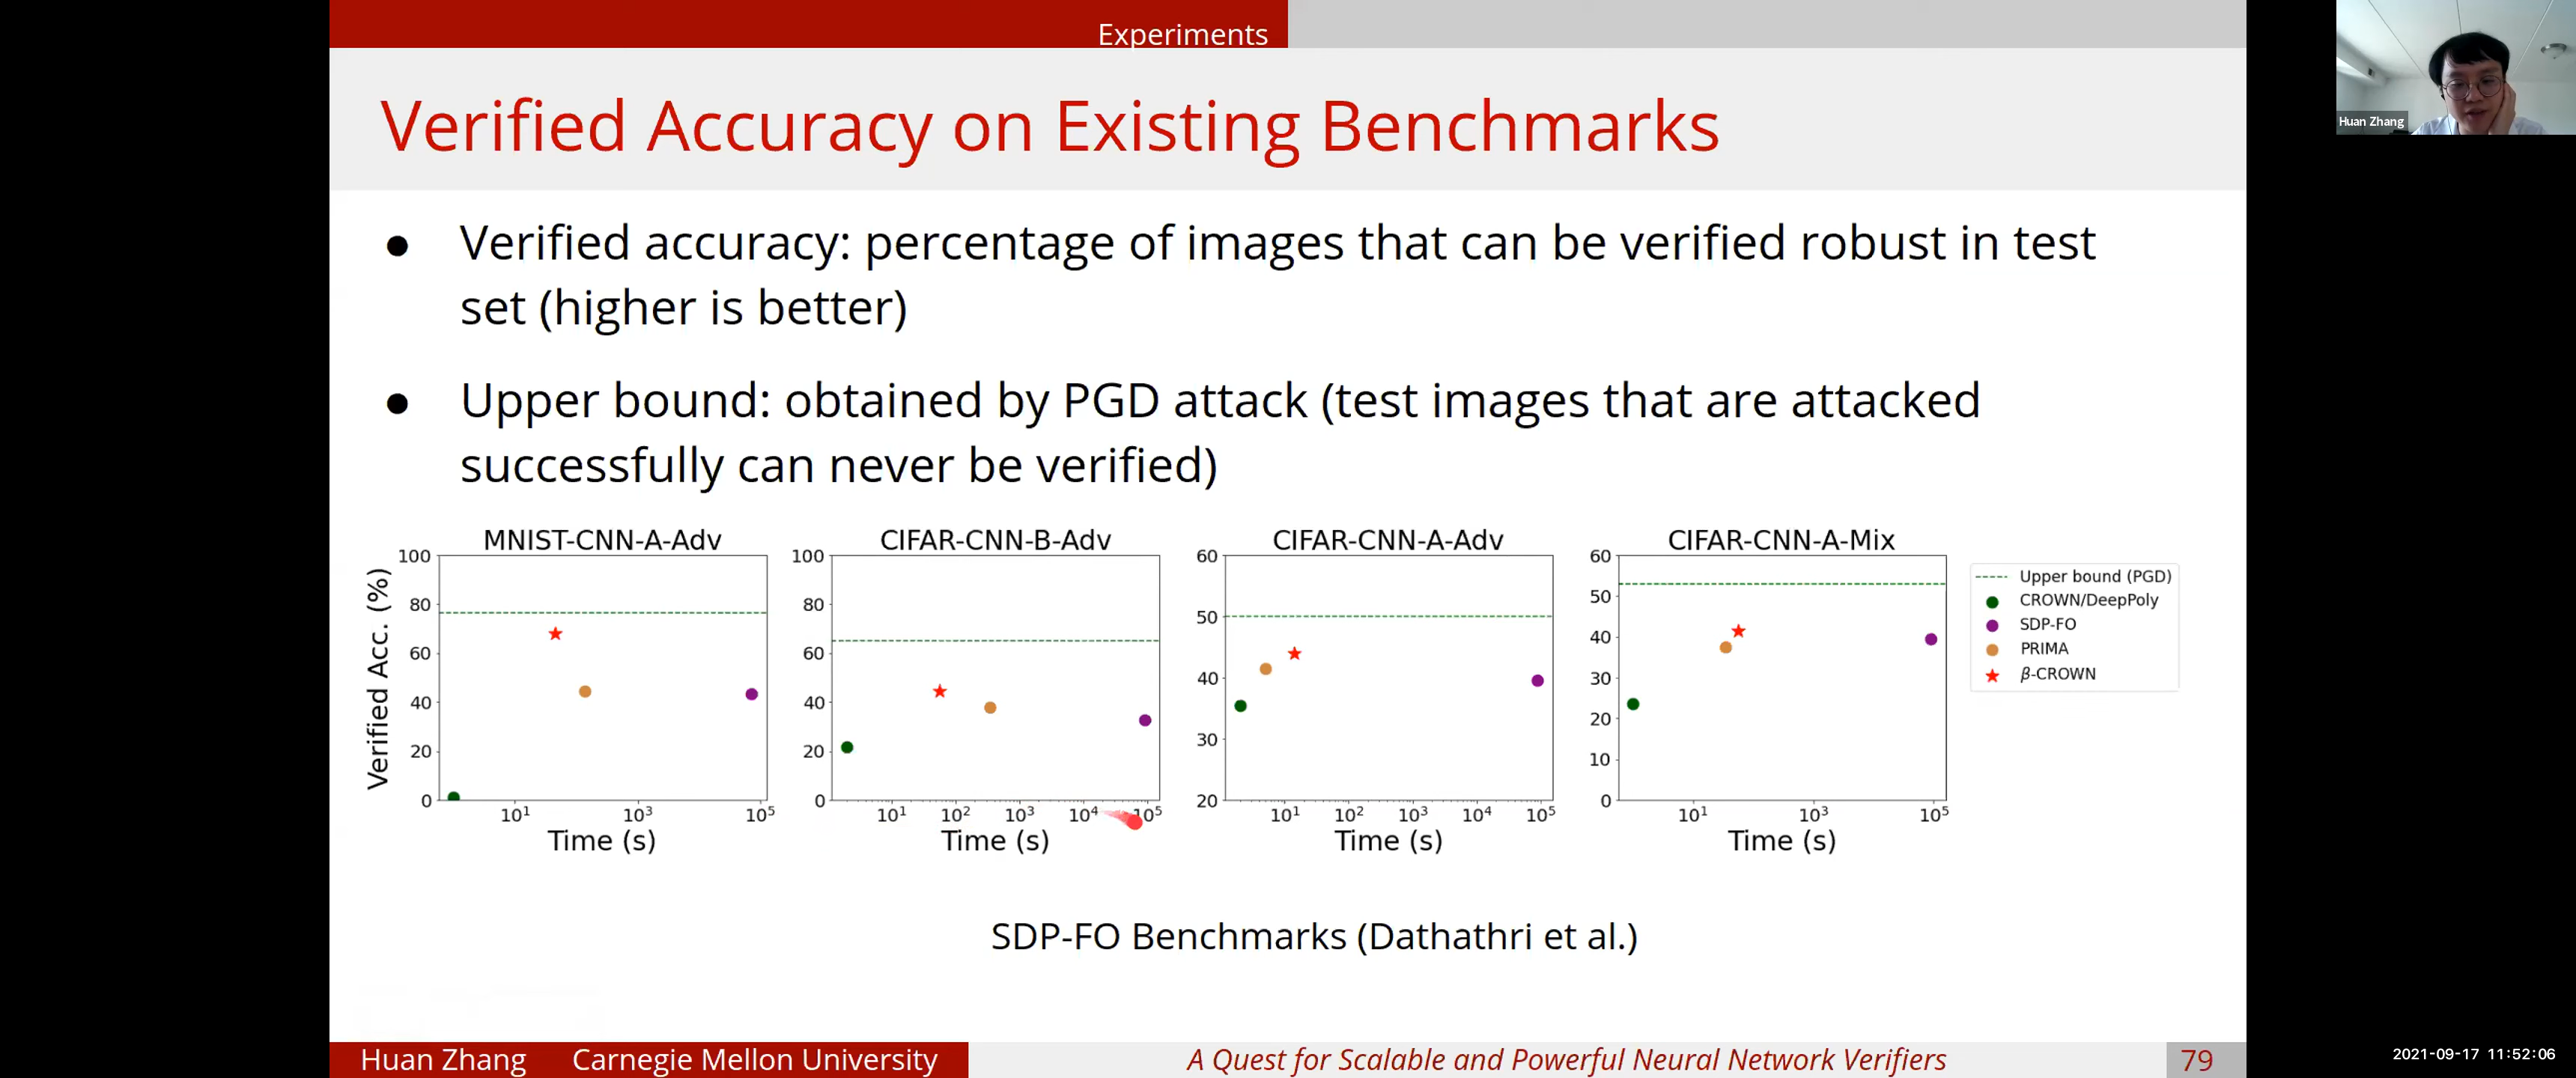 Experiments
Huan Zhang
Verified Accuracy on Existing Benchmarks
● Verified accuracy: percentage of images that can be verified robust in test
set (higher is better)
● Upper bound: obtained by PGD attack (test images that are attacked
successfully can never be verified)
MNIST-CNN-A-Adv
Verified Acc. (%)
100
80
60
40
20
0
10¹ 10³ 10⁵
Time (s)
CIFAR-CNN-B-Adv
100
80
60
40
20
0
10¹ 10² 10³ 10⁴ 10⁵
Time (s)
CIFAR-CNN-A-Adv
60
50
40
30
20
10¹ 10² 10³ 10⁴ 10⁵
Time (s)
CIFAR-CNN-A-Mix
60
50
40
30
20
10
0
10¹ 10³ 10⁵
Time (s)
Upper bound (PGD)
CROWN/DeepPoly
SDP-FO
PRIMA
β-CROWN
SDP-FO Benchmarks (Dathathri et al.)
Huan Zhang Carnegie Mellon University
A Quest for Scalable and Powerful Neural Network Verifiers
79
2021-09-17 11:52:06